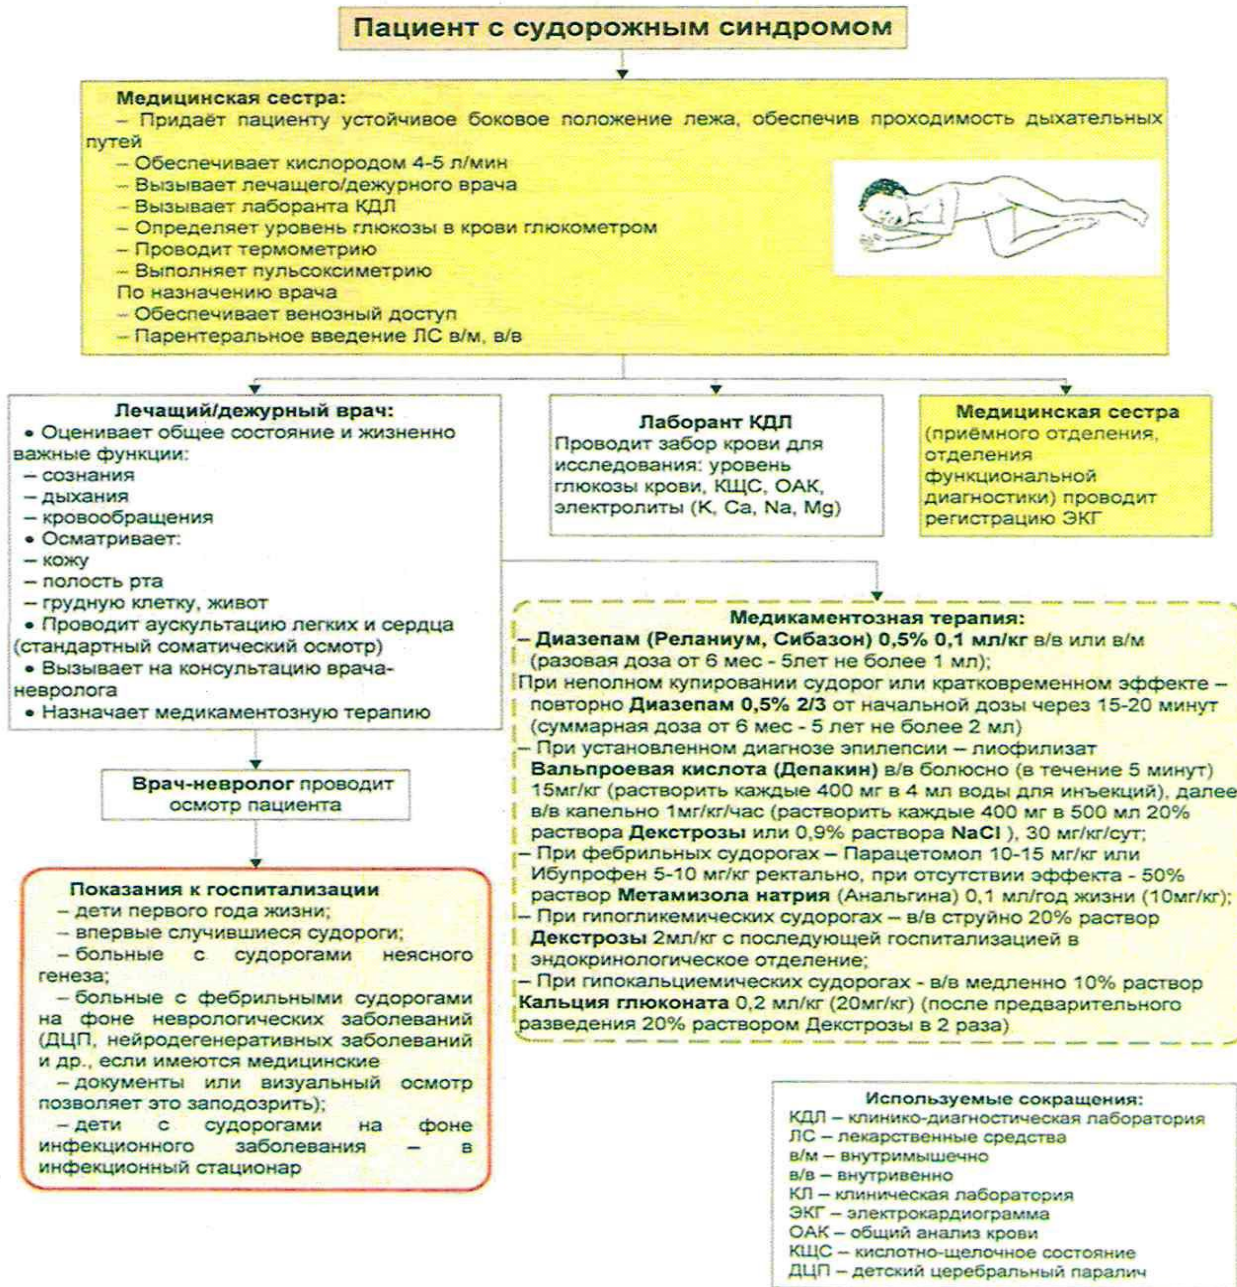 Пациент с судорожным синдромом
Медицинская сестра:
– Придаёт пациенту устойчивое боковое положение лежа, обеспечив проходимость дыхательных
путей
– Обеспечивает кислородом 4-5 л/мин
– Вызывает лечащего/дежурного врача
– Вызывает лаборанта КДЛ
– Определяет уровень глюкозы в крови глюкометром
– Проводит термометрию
– Выполняет пульсоксиметрию
По назначению врача
– Обеспечивает венозный доступ
– Парентеральное введение ЛС в/м, в/в
Лечащий/дежурный врач:
• Оценивает общее состояние и жизненно
важные функции:
– сознания
– дыхания
– кровообращения
• Осматривает:
– кожу
– полость рта
– грудную клетку, живот
• Проводит аускультацию легких и сердца
(стандартный соматический осмотр)
• Вызывает на консультацию врача-
невролога
• Назначает медикаментозную терапию
Лаборант КДЛ
Проводит забор крови для
исследования: уровень
глюкозы крови, КЩС, ОАК,
электролиты (K, Ca, Na, Mg)
Медицинская сестра
(приёмного отделения,
отделения
функциональной
диагностики) проводит
регистрацию ЭКГ
Врач-невролог проводит
осмотр пациента
Медикаментозная терапия:
– Диазепам (Реланиум, Сибазон) 0,5% 0,1 мл/кг в/в или в/м
(разовая доза от 6 мес - 5лет не более 1 мл);
При неполном купировании судорог или кратковременном эффекте –
повторно Диазепам 0,5% 2/3 от начальной дозы через 15-20 минут
(суммарная доза от 6 мес - 5 лет не более 2 мл)
– При установленном диагнозе эпилепсии – лиофилизат
Вальпроевая кислота (Депакин) в/в болюсно (в течение 5 минут)
15мг/кг (растворить каждые 400 мг в 4 мл воды для инъекций), далее
в/в капельно 1мг/кг/час (растворить каждые 400 мг в 500 мл 20%
раствора Декстрозы или 0,9% раствора NaCl ), 30 мг/кг/сут;
– При фебрильных судорогах – Парацетомол 10-15 мг/кг или
Ибупрофен 5-10 мг/кг ректально, при отсутствии эффекта - 50%
раствор Метамизола натрия (Анальгина) 0,1 мл/год жизни (10мг/кг);
– При гипогликемических судорогах – в/в струйно 20% раствор
Декстрозы 2мл/кг с последующей госпитализацией в
эндокринологическое отделение;
– При гипокальциемических судорогах - в/в медленно 10% раствор
Кальция глюконата 0,2 мл/кг (20мг/кг) (после предварительного
разведения 20% раствором Декстрозы в 2 раза)
Показания к госпитализации
– дети первого года жизни;
– впервые случившиеся судороги;
– больные с судорогами неясного
генеза;
– больные с фебрильными судорогами
на фоне неврологических заболеваний
(ДЦП, нейродегенеративных заболеваний
и др., если имеются медицинские
– документы или визуальный осмотр
позволяет это заподозрить);
– дети с судорогами на фоне
инфекционного заболевания – в
инфекционный стационар
Используемые сокращения:
КДЛ – клинико-диагностическая лаборатория
ЛС – лекарственные средства
в/м – внутримышечно
в/в – внутривенно
КЛ – клиническая лаборатория
ЭКГ – электрокардиограмма
ОАК – общий анализ крови
КЩС – кислотно-щелочное состояние
ДЦП – детский церебральный паралич